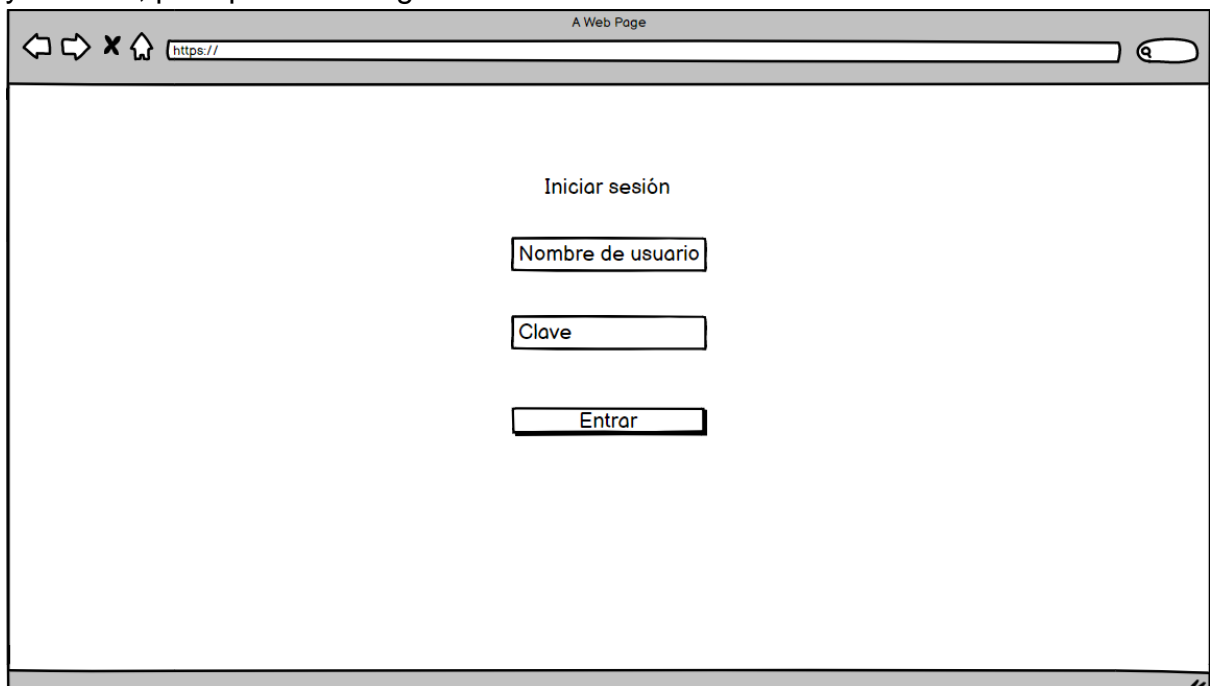 A Web Page
https://
Iniciar sesión
Nombre de usuario
Clave
Entrar